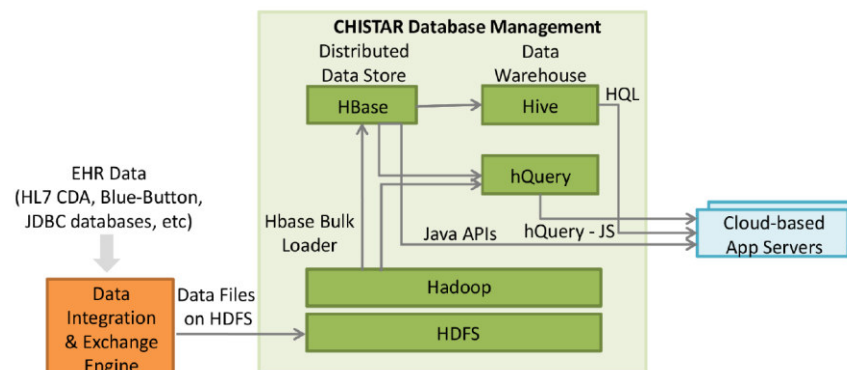 CHISTAR Database Management
Distributed
Data Store
Data
Warehouse
HBase
Hive
HQL
hQuery
EHR Data
(HL7 CDA, Blue-Button,
JDBC databases, etc)
Hbase Bulk
Loader
Java APIs
hQuery - JS
Cloud-based
App Servers
Data
Integration
& Exchange
Engine
Data Files
on HDFS
Hadoop
HDFS